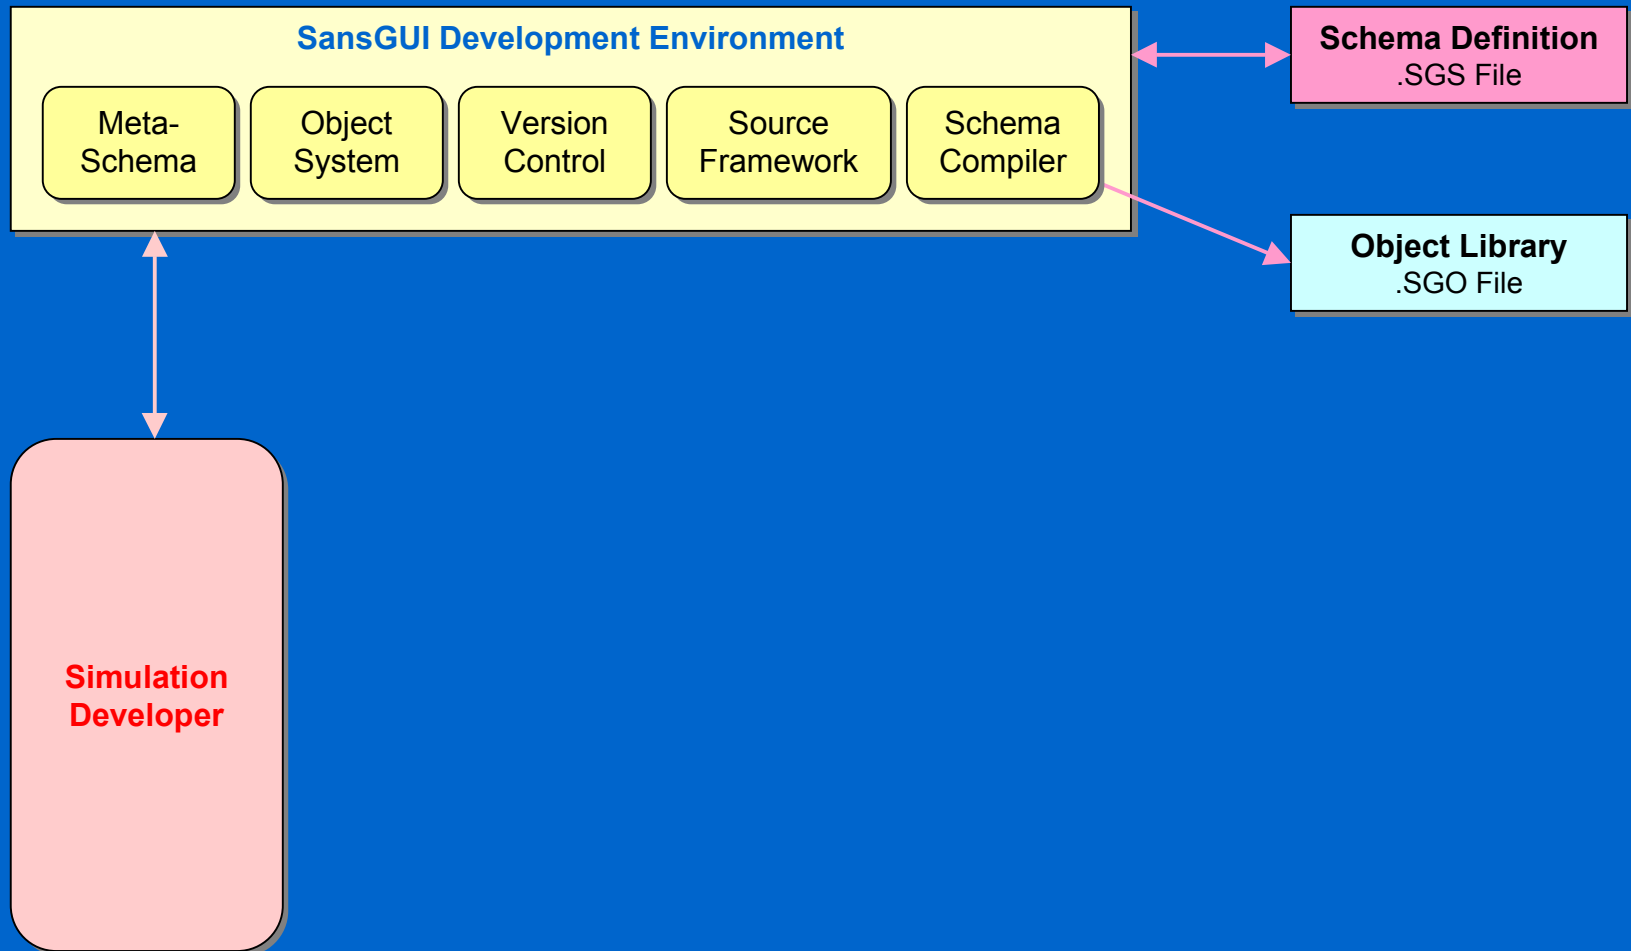 SansGUI Development Environment
Meta-
Schema
Object
System
Version
Control
Source
Framework
Schema
Compiler
Schema Definition
.SGS File
Object Library
.SGO File
Simulation
Developer